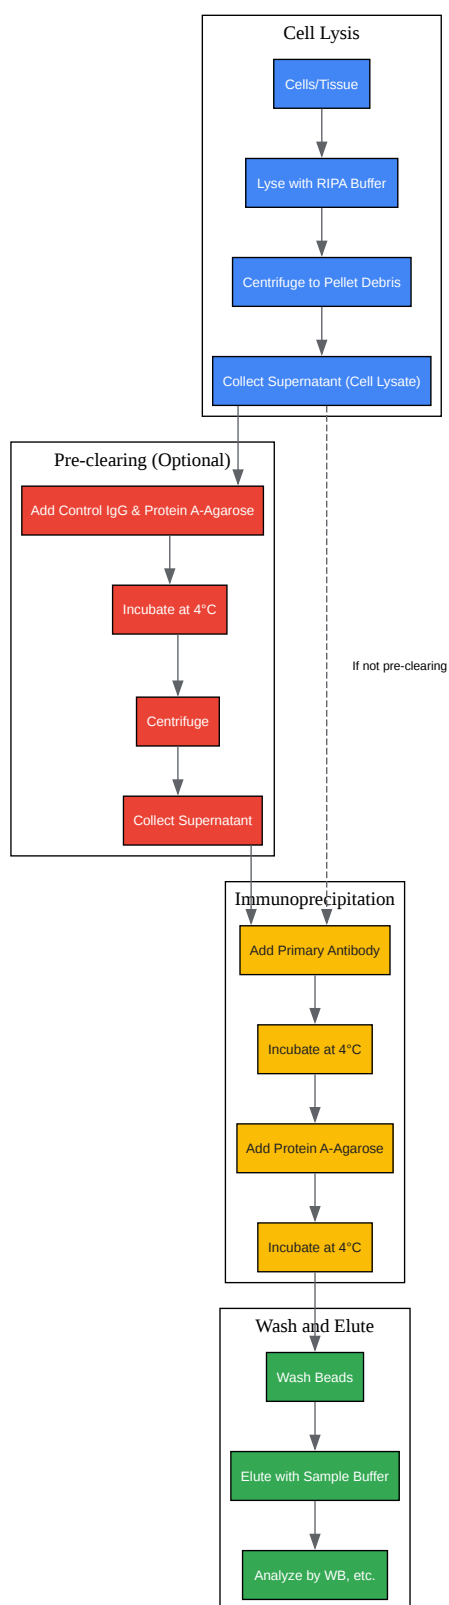 Cell Lysis
Cells/Tissue
Lyse with RIPA Buffer
Centrifuge to Pellet Debris
Collect Supernatant (Cell Lysate)
Pre-clearing (Optional)
Add Control IgG & Protein A-Agarose
Incubate at 4°C
Centrifuge
Collect Supernatant
If not pre-clearing
Immunoprecipitation
Add Primary Antibody
Incubate at 4°C
Add Protein A-Agarose
Incubate at 4°C
Wash and Elute
Wash Beads
Elute with Sample Buffer
Analyze by WB, etc.